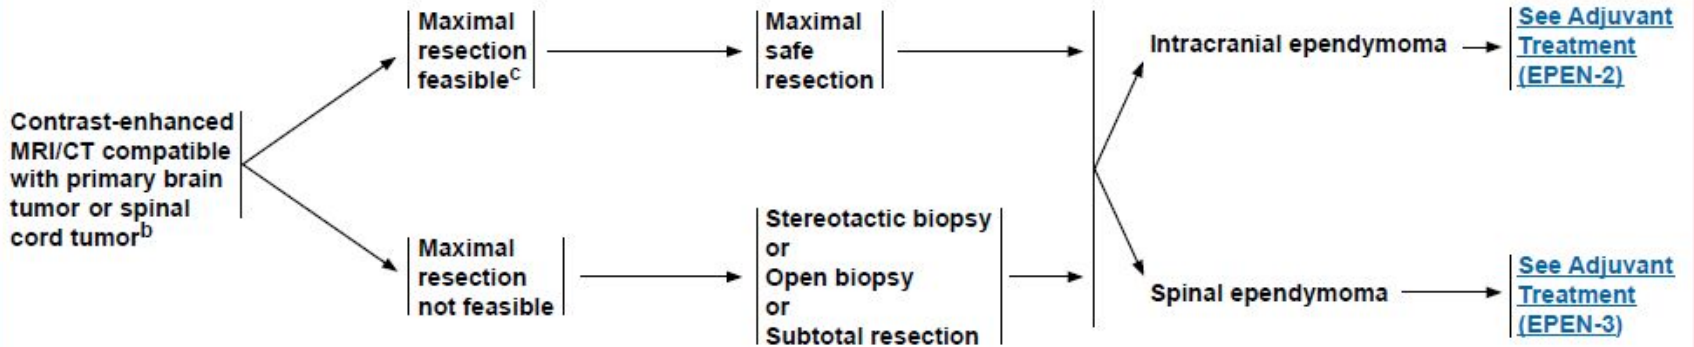 Contrast-enhanced
MRI/CT compatible
with primary brain
tumor or spinal
cord tumorb
Maximal
resection
feasiblec
Maximal
safe
resection
Maximal
resection
not feasible
Stereotactic biopsy
or
Open biopsy
or
Subtotal resection
Intracranial ependymoma
See Adjuvant
Treatment
(EPEN-2)
Spinal ependymoma
See Adjuvant
Treatment
(EPEN-3)